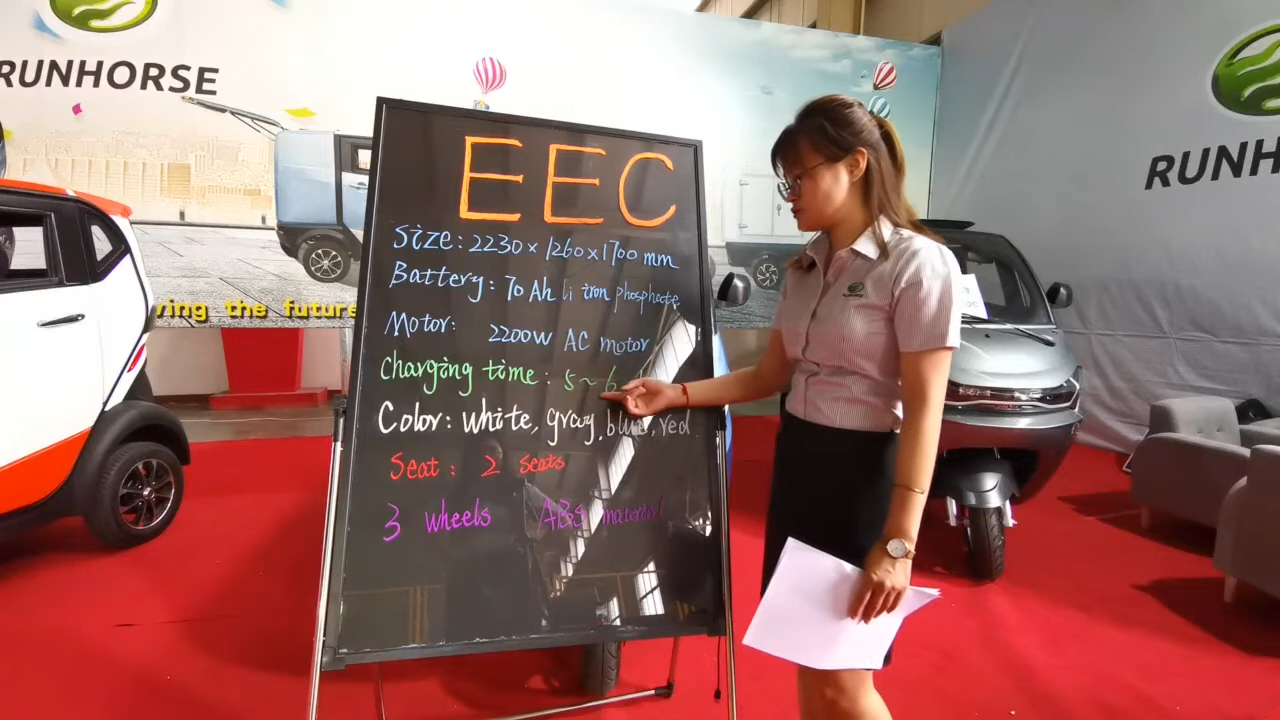 RUNHORSE
RUNH
ving the future
EEC
Size: 2230 × 1260 × 1700 mm
Battery: 70 Ah li iron phosphate
Motor: 2200W AC motor
Charging time: 5~6
Color: white, gray, blue, red
Seat: 2 seats
3 wheels ABS material